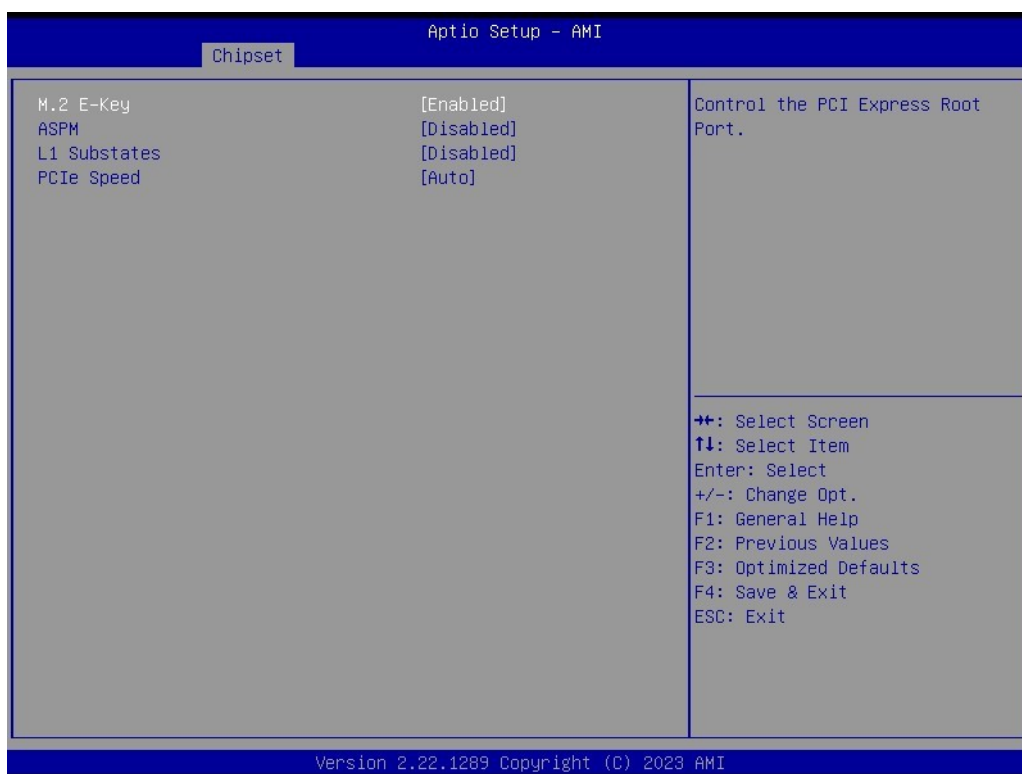 Aptio Setup - AMI
Chipset
M.2 E-Key [Enabled]
ASPM [Disabled]
L1 Substates [Disabled]
PCIe Speed [Auto]
Control the PCI Express Root
Port.
→←: Select Screen
↑↓: Select Item
Enter: Select
+/-: Change Opt.
F1: General Help
F2: Previous Values
F3: Optimized Defaults
F4: Save & Exit
ESC: Exit
Version 2.22.1289 Copyright (C) 2023 AMI